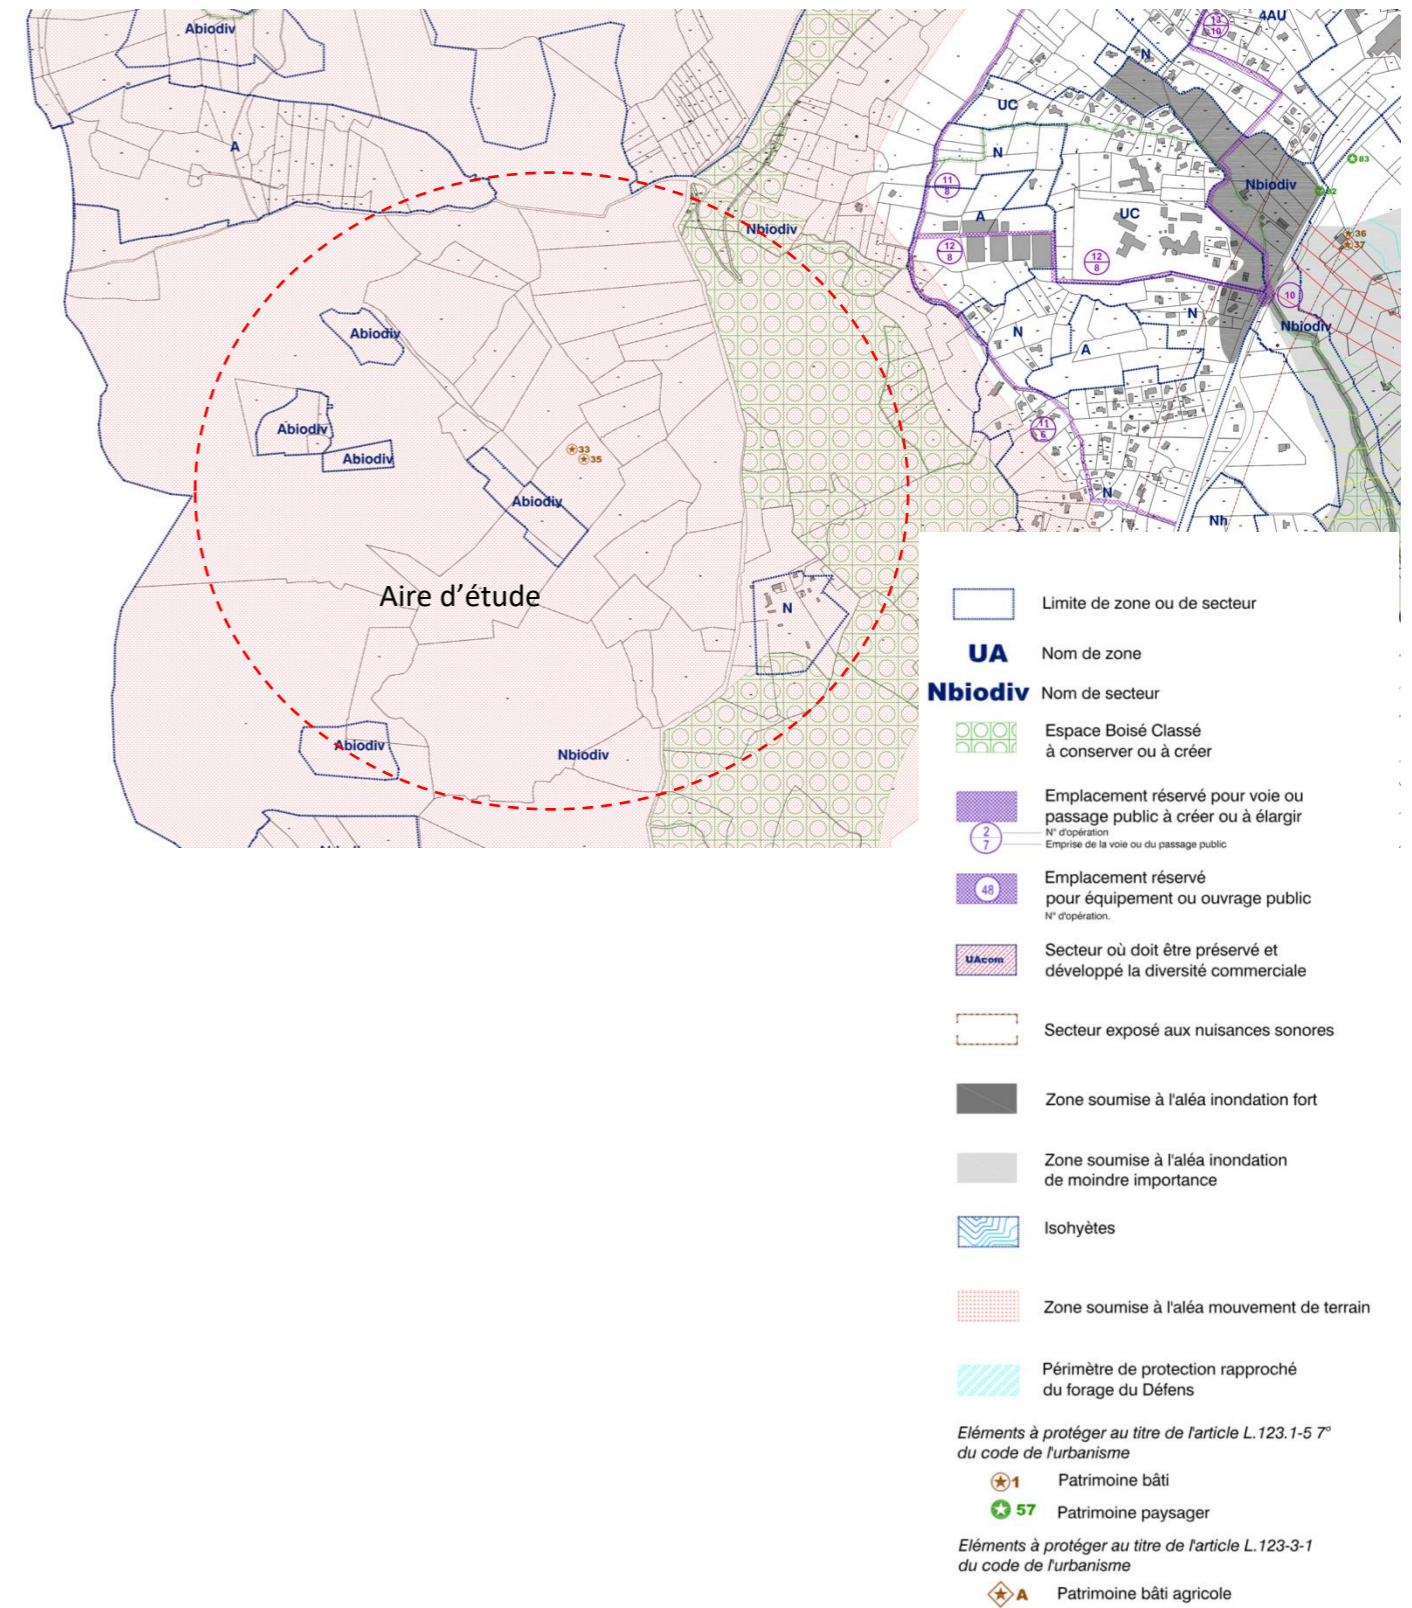 Abiodiv
4AU
13
10
N
UC
A
N
83
11
8
Nbiodiv
92
A
UC
Nbiodiv
36
37
12
8
12
8
10
Abiodiv
N
N
Nbiodiv
A
Abiodiv
33
35
11
6
Abiodiv
Abiodiv
N
Nh
Aire d'étude
N
Abiodiv
Nbiodiv
Limite de zone ou de secteur
UA Nom de zone
Nbiodiv Nom de secteur
Espace Boisé Classé
à conserver ou à créer
Emplacement réservé pour voie ou
passage public à créer ou à élargir
2 N° d'opération
7 Emprise de la voie ou du passage public
Emplacement réservé
48 pour équipement ou ouvrage public
N° d'opération.
Secteur où doit être préservé et
UAcom développé la diversité commerciale
Secteur exposé aux nuisances sonores
Zone soumise à l'aléa inondation fort
Zone soumise à l'aléa inondation
de moindre importance
Isohyètes
Zone soumise à l'aléa mouvement de terrain
Périmètre de protection rapproché
du forage du Défens
Eléments à protéger au titre de l'article L.123.1-5 7°
du code de l'urbanisme
1 Patrimoine bâti
57 Patrimoine paysager
Eléments à protéger au titre de l'article L.123-3-1
du code de l'urbanisme
A Patrimoine bâti agricole